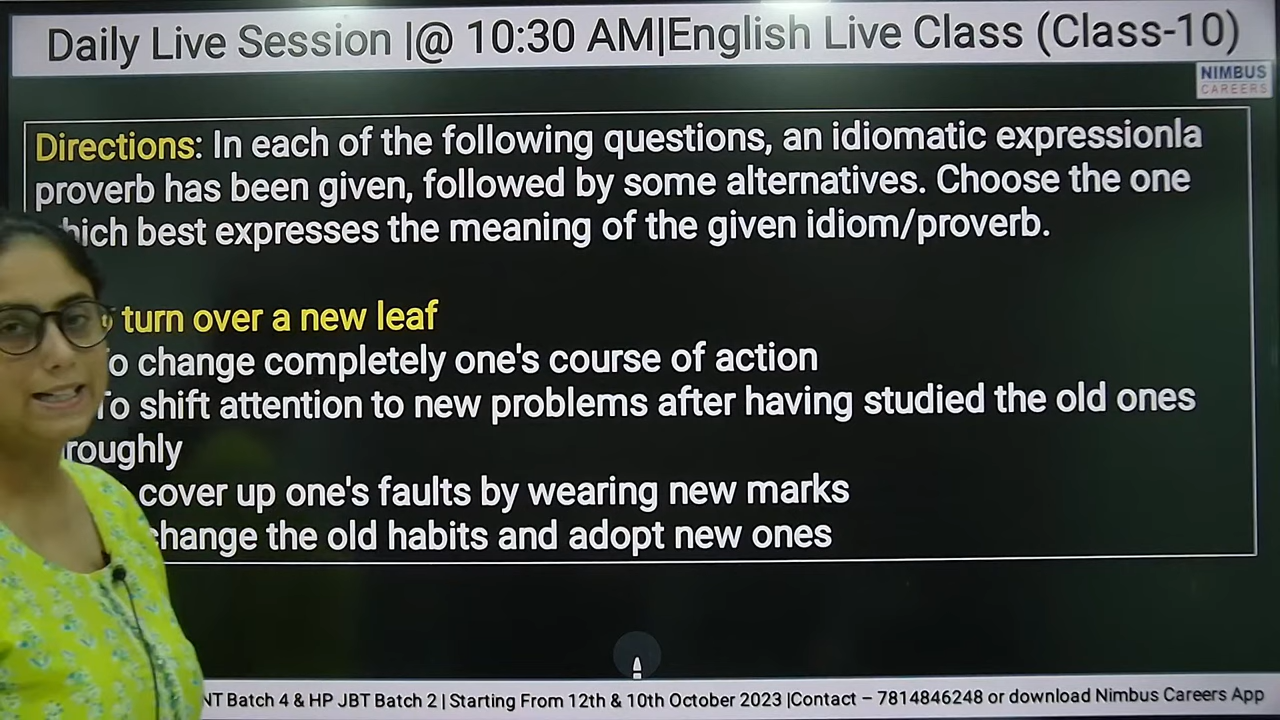 Daily Live Session |@ 10:30 AM|English Live Class (Class-10)
NIMBUS
CAREERS
Directions: In each of the following questions, an idiomatic expressionla
proverb has been given, followed by some alternatives. Choose the one
hich best expresses the meaning of the given idiom/proverb.
turn over a new leaf
o change completely one's course of action
To shift attention to new problems after having studied the old ones
roughly
cover up one's faults by wearing new marks
change the old habits and adopt new ones
NT Batch 4 & HP JBT Batch 2 | Starting From 12th & 10th October 2023 |Contact – 7814846248 or download Nimbus Careers App